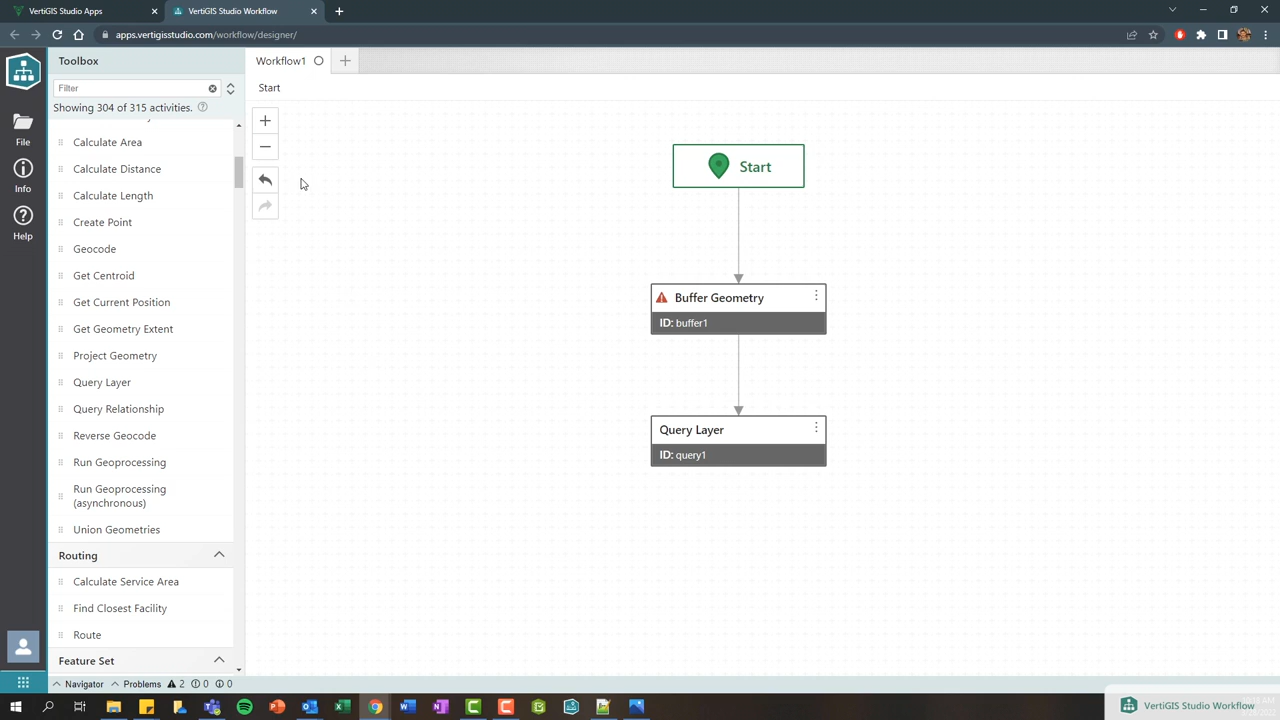 VertiGIS Studio Apps
VertiGIS Studio Workflow
apps.vertigisstudio.com/workflow/designer/
File
Info
Help
Toolbox
Filter
Showing 304 of 315 activities.
Calculate Area
Calculate Distance
Calculate Length
Create Point
Geocode
Get Centroid
Get Current Position
Get Geometry Extent
Project Geometry
Query Layer
Query Relationship
Reverse Geocode
Run Geoprocessing
Run Geoprocessing
(asynchronous)
Union Geometries
Routing
Calculate Service Area
Find Closest Facility
Route
Feature Set
Workflow1
Start
Start
Buffer Geometry
ID: buffer1
Query Layer
ID: query1
Navigator Problems 2 0 0
VertiGIS Studio Workflow